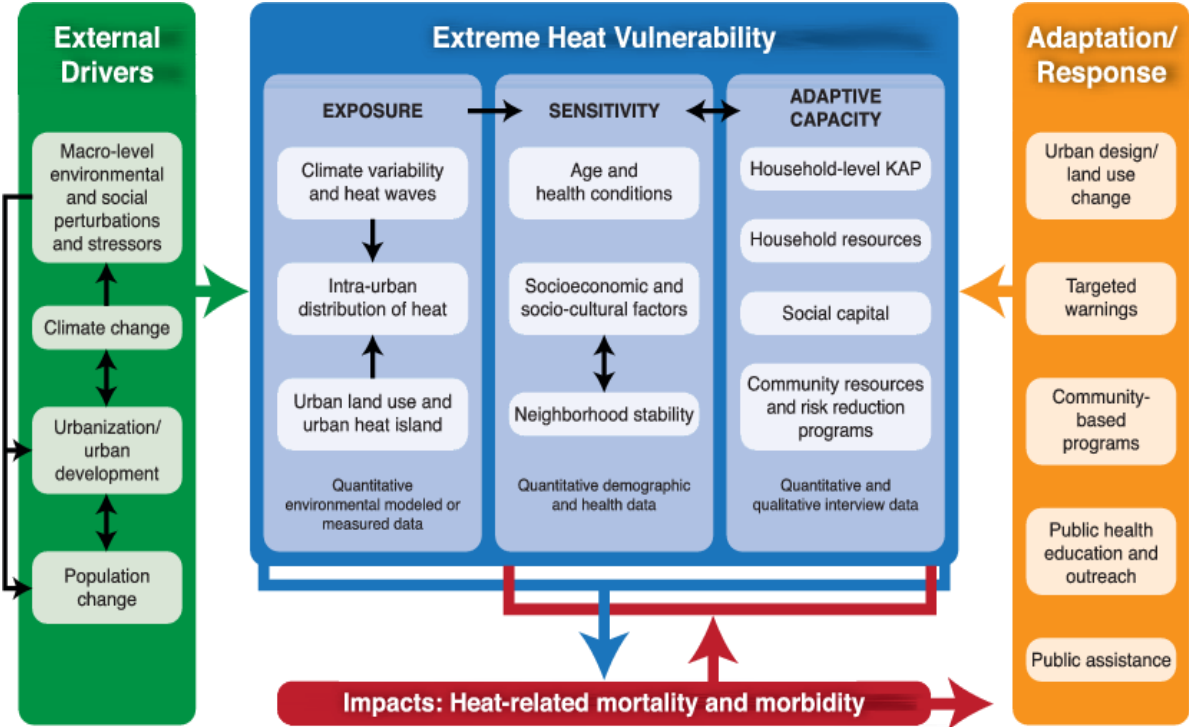 External
Drivers
Macro-level
environmental
and social
perturbations
and stressors
Climate change
Urbanization/
urban
development
Population
change
Extreme Heat Vulnerability
EXPOSURE
Climate variability
and heat waves
Intra-urban
distribution of heat
Urban land use and
urban heat island
Quantitative
environmental modeled or
measured data
SENSITIVITY
Age and
health conditions
Socioeconomic and
socio-cultural factors
Neighborhood stability
Quantitative demographic
and health data
ADAPTIVE
CAPACITY
Household-level KAP
Household resources
Social capital
Community resources
and risk reduction
programs
Quantitative and
qualitative interview data
Impacts: Heat-related mortality and morbidity
Adaptation/
Response
Urban design/
land use
change
Targeted
warnings
Community-
based
programs
Public health
education and
outreach
Public assistance